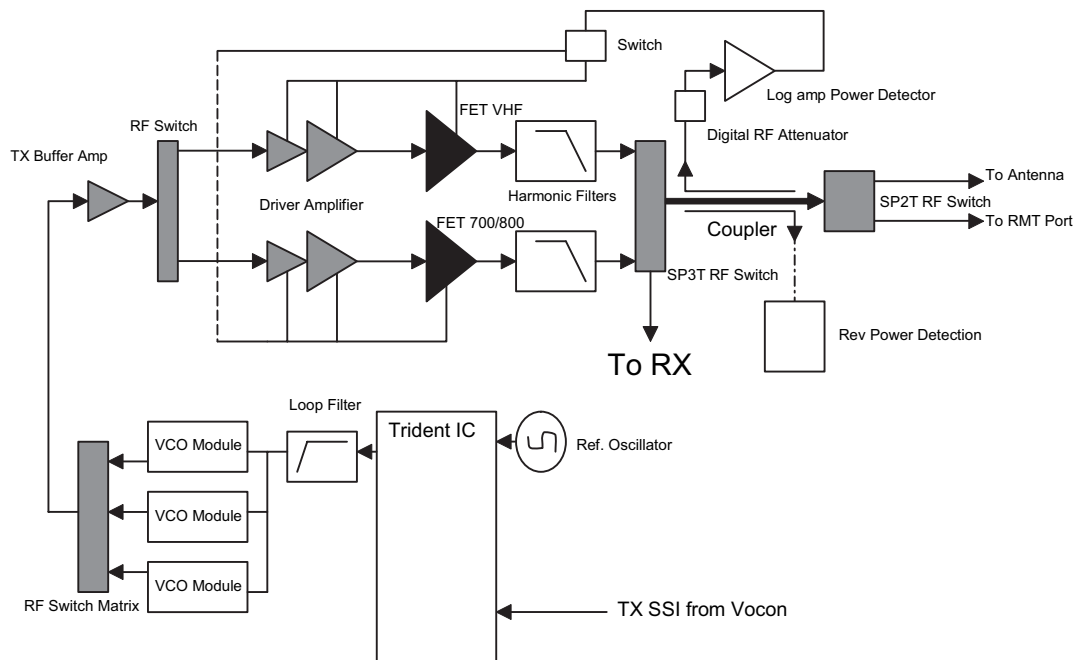 Switch
Log amp Power Detector
FET VHF
RF Switch
Digital RF Attenuator
TX Buffer Amp
To Antenna
Driver Amplifier
Harmonic Filters
SP2T RF Switch
FET 700/800
Coupler
To RMT Port
SP3T RF Switch
Rev Power Detection
To RX
Loop Filter
Trident IC
VCO Module
Ref. Oscillator
VCO Module
VCO Module
RF Switch Matrix
TX SSI from Vocon